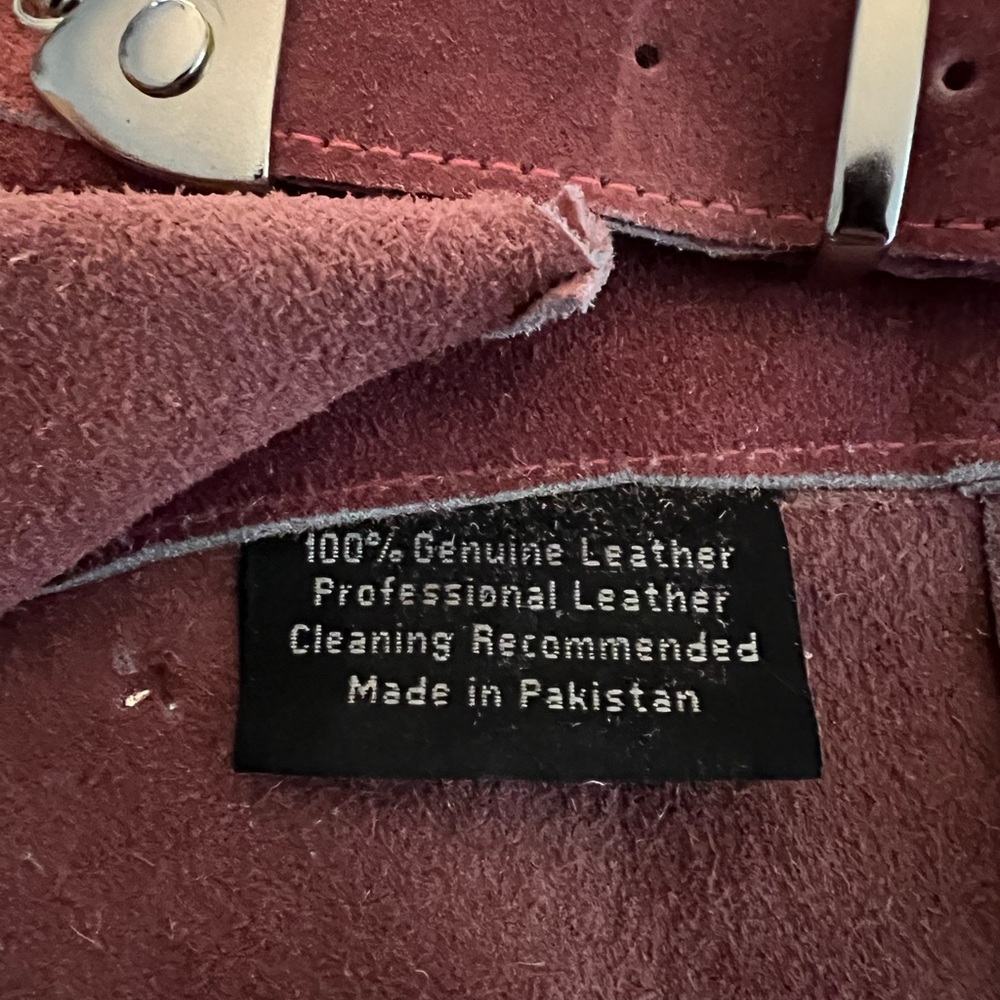 100% Genuine Leather
Professional Leather
Cleaning Recommended
Made in Pakistan